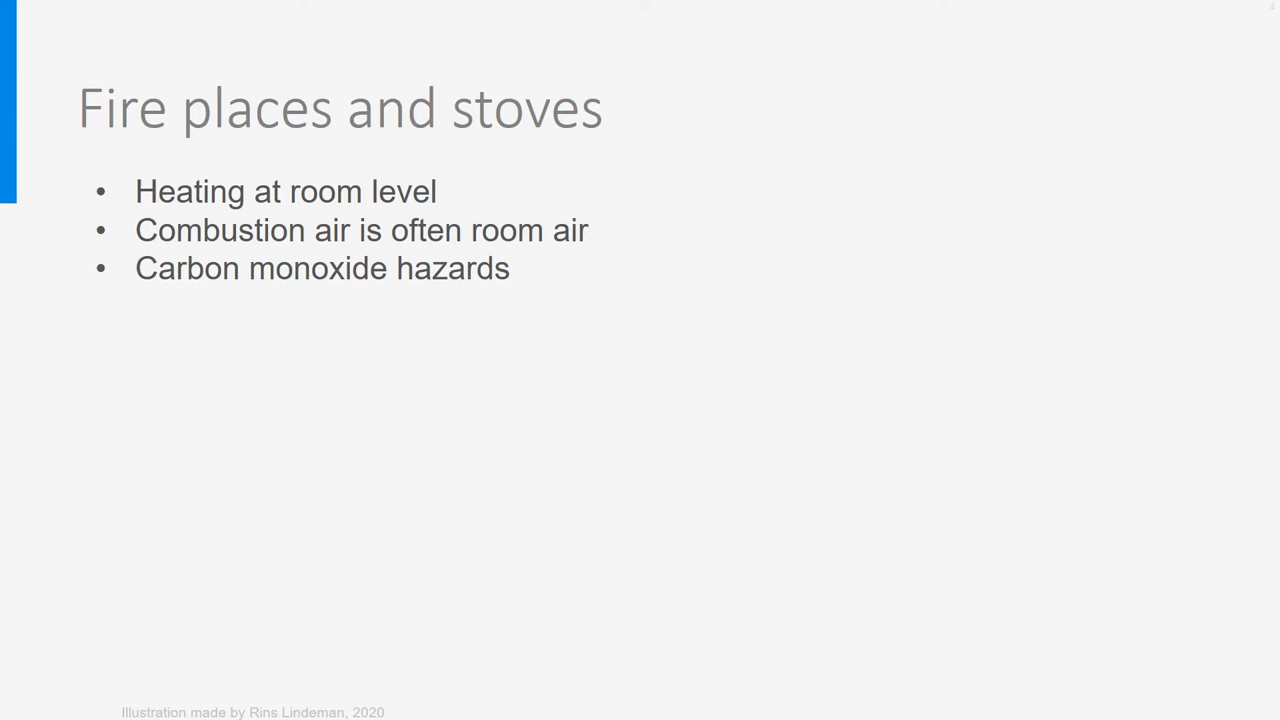 4
Fire places and stoves
• Heating at room level
• Combustion air is often room air
• Carbon monoxide hazards
Illustration made by Rins Lindeman, 2020